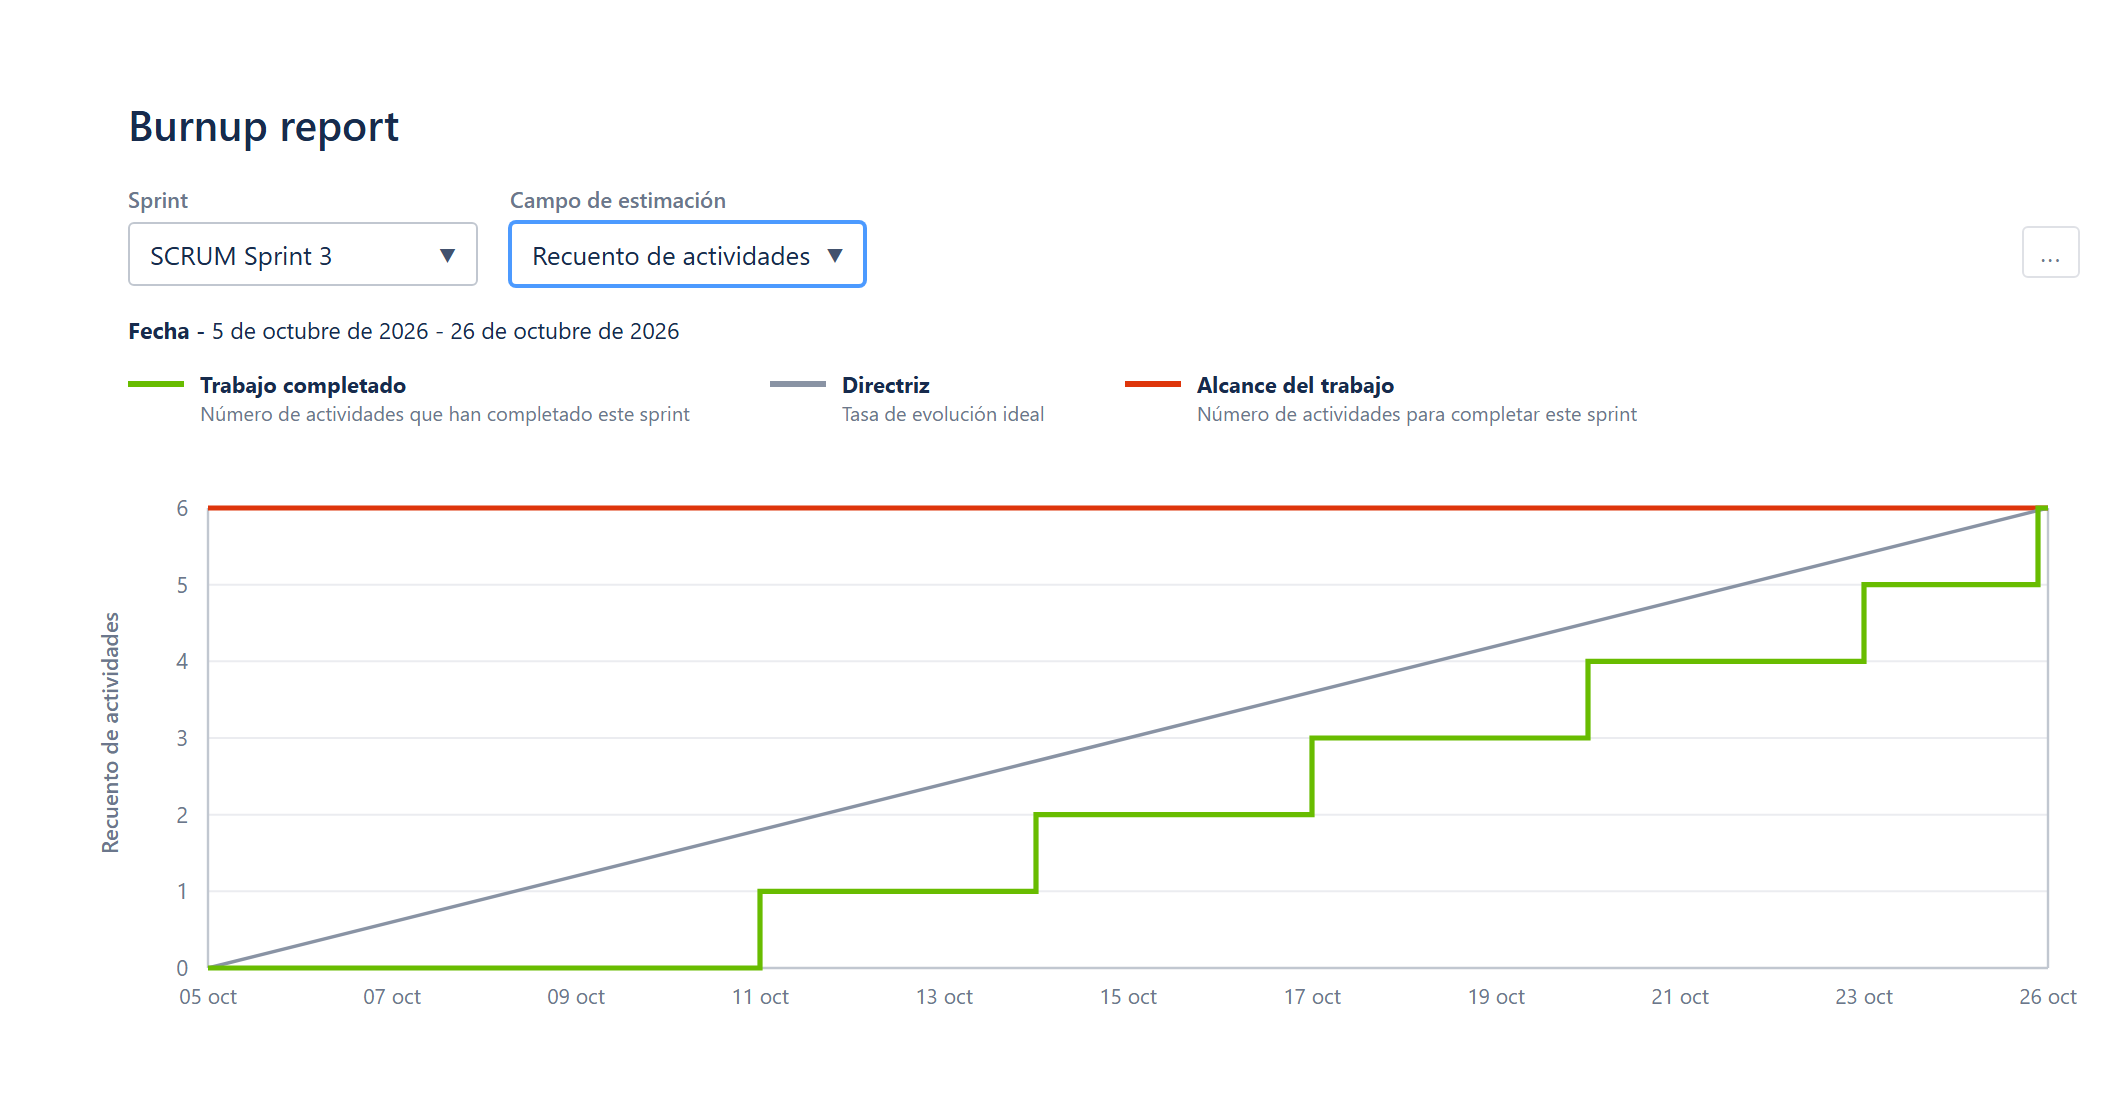 Burnup report
Sprint
Campo de estimación
SCRUM Sprint 3 ▼
Recuento de actividades ▼
...
Fecha - 5 de octubre de 2026 - 26 de octubre de 2026
Trabajo completado
Número de actividades que han completado este sprint
Directriz
Tasa de evolución ideal
Alcance del trabajo
Número de actividades para completar este sprint
Recuento de actividades
6
5
4
3
2
1
0
05 oct 07 oct 09 oct 11 oct 13 oct 15 oct 17 oct 19 oct 21 oct 23 oct 26 oct